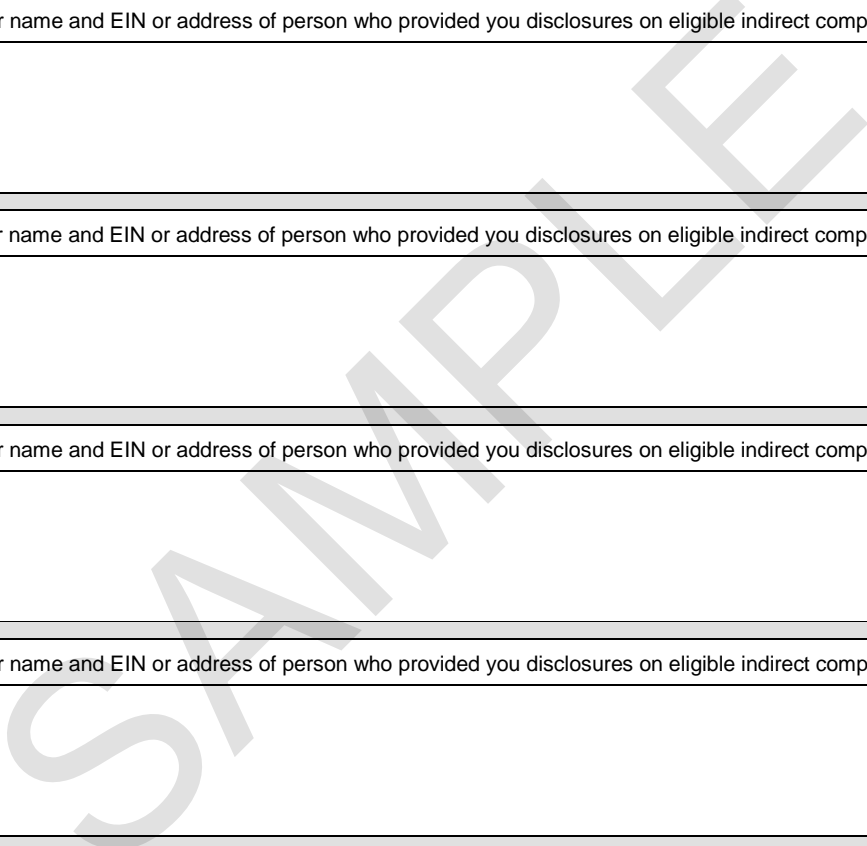 r name and EIN or address of person who provided you disclosures on eligible indirect comp
r name and EIN or address of person who provided you disclosures on eligible indirect comp
r name and EIN or address of person who provided you disclosures on eligible indirect comp
r name and EIN or address of person who provided you disclosures on eligible indirect comp
SAMPLE